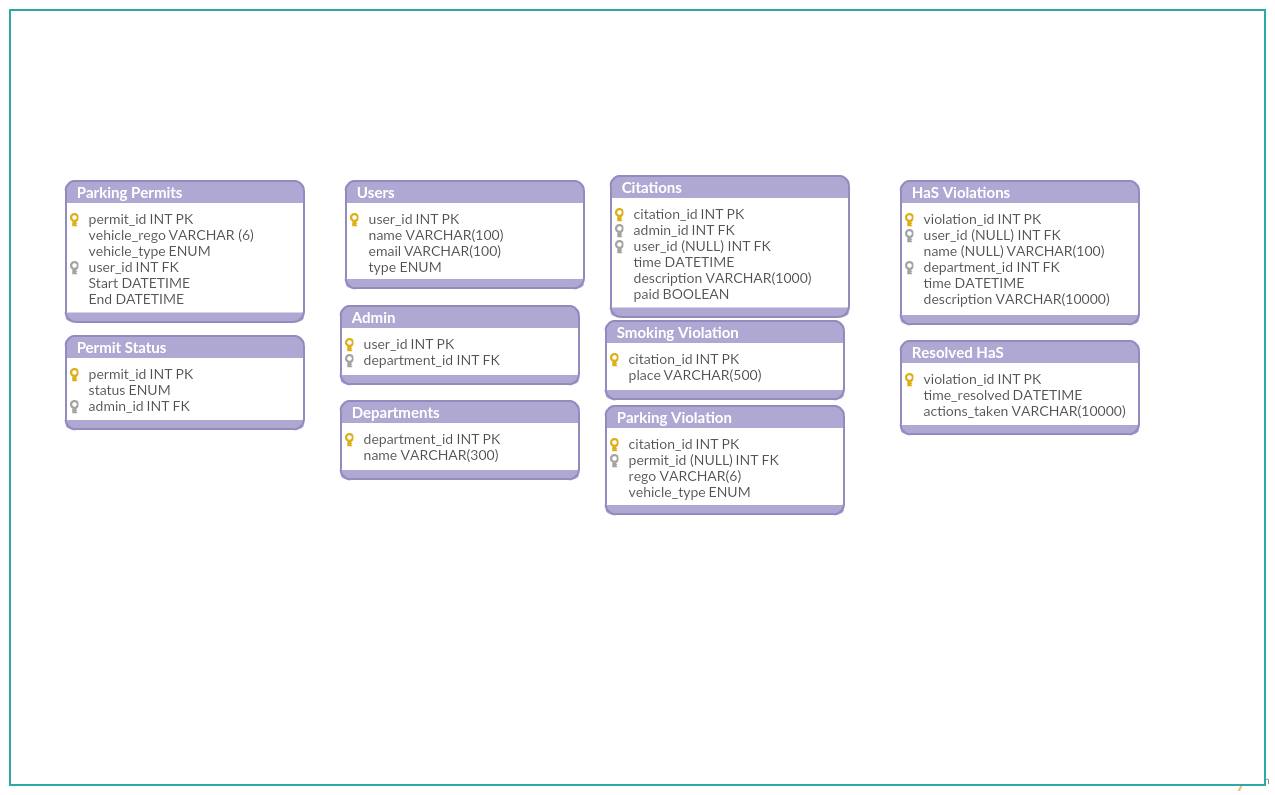 Parking Permits
permit_id INT PK
vehicle_rego VARCHAR (6)
vehicle_type ENUM
user_id INT FK
Start DATETIME
End DATETIME
Permit Status
permit_id INT PK
status ENUM
admin_id INT FK
Users
user_id INT PK
name VARCHAR(100)
email VARCHAR(100)
type ENUM
Admin
user_id INT PK
department_id INT FK
Departments
department_id INT PK
name VARCHAR(300)
Citations
citation_id INT PK
admin_id INT FK
user_id (NULL) INT FK
time DATETIME
description VARCHAR(1000)
paid BOOLEAN
Smoking Violation
citation_id INT PK
place VARCHAR(500)
Parking Violation
citation_id INT PK
permit_id (NULL) INT FK
rego VARCHAR(6)
vehicle_type ENUM
HaS Violations
violation_id INT PK
user_id (NULL) INT FK
name (NULL) VARCHAR(100)
department_id INT FK
time DATETIME
description VARCHAR(10000)
Resolved HaS
violation_id INT PK
time_resolved DATETIME
actions_taken VARCHAR(10000)